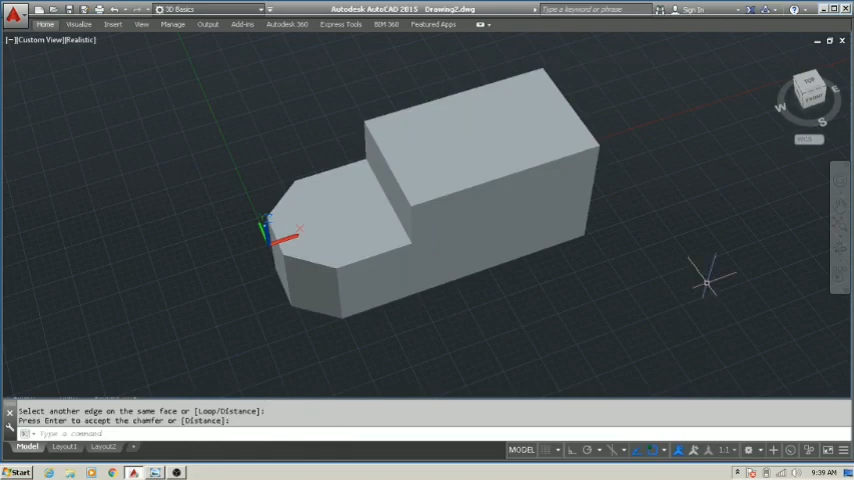 3D Basics
Autodesk AutoCAD 2015 Drawing2.dwg
Type a keyword or phrase
Sign In
Home Visualize Insert View Manage Output Add-ins Autodesk 360 Express Tools BIM 360 Featured Apps
[−][Custom View][Realistic]
TOP
FRONT
W
E
S
WCS
X
Select another edge on the same face or [Loop/Distance]:
Press Enter to accept the chamfer or [Distance]:
Type a command
Model Layout1 Layout2 +
MODEL 1:1
Start 9:39 AM